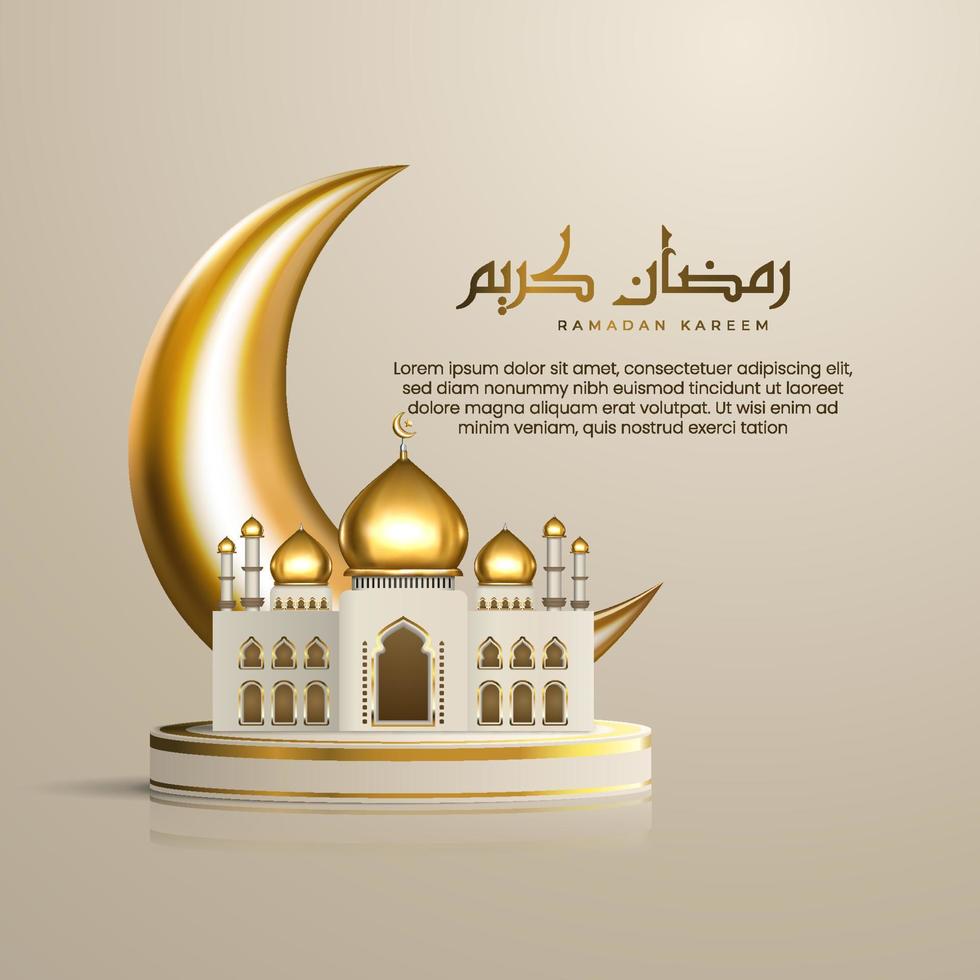 رمضان كريم
RAMADAN KAREEM
Lorem ipsum dolor sit amet, consectetuer adipiscing elit,
sed diam nonummy nibh euismod tincidunt ut laoreet
dolore magna aliquam erat volutpat. Ut wisi enim ad
minim veniam, quis nostrud exerci tation